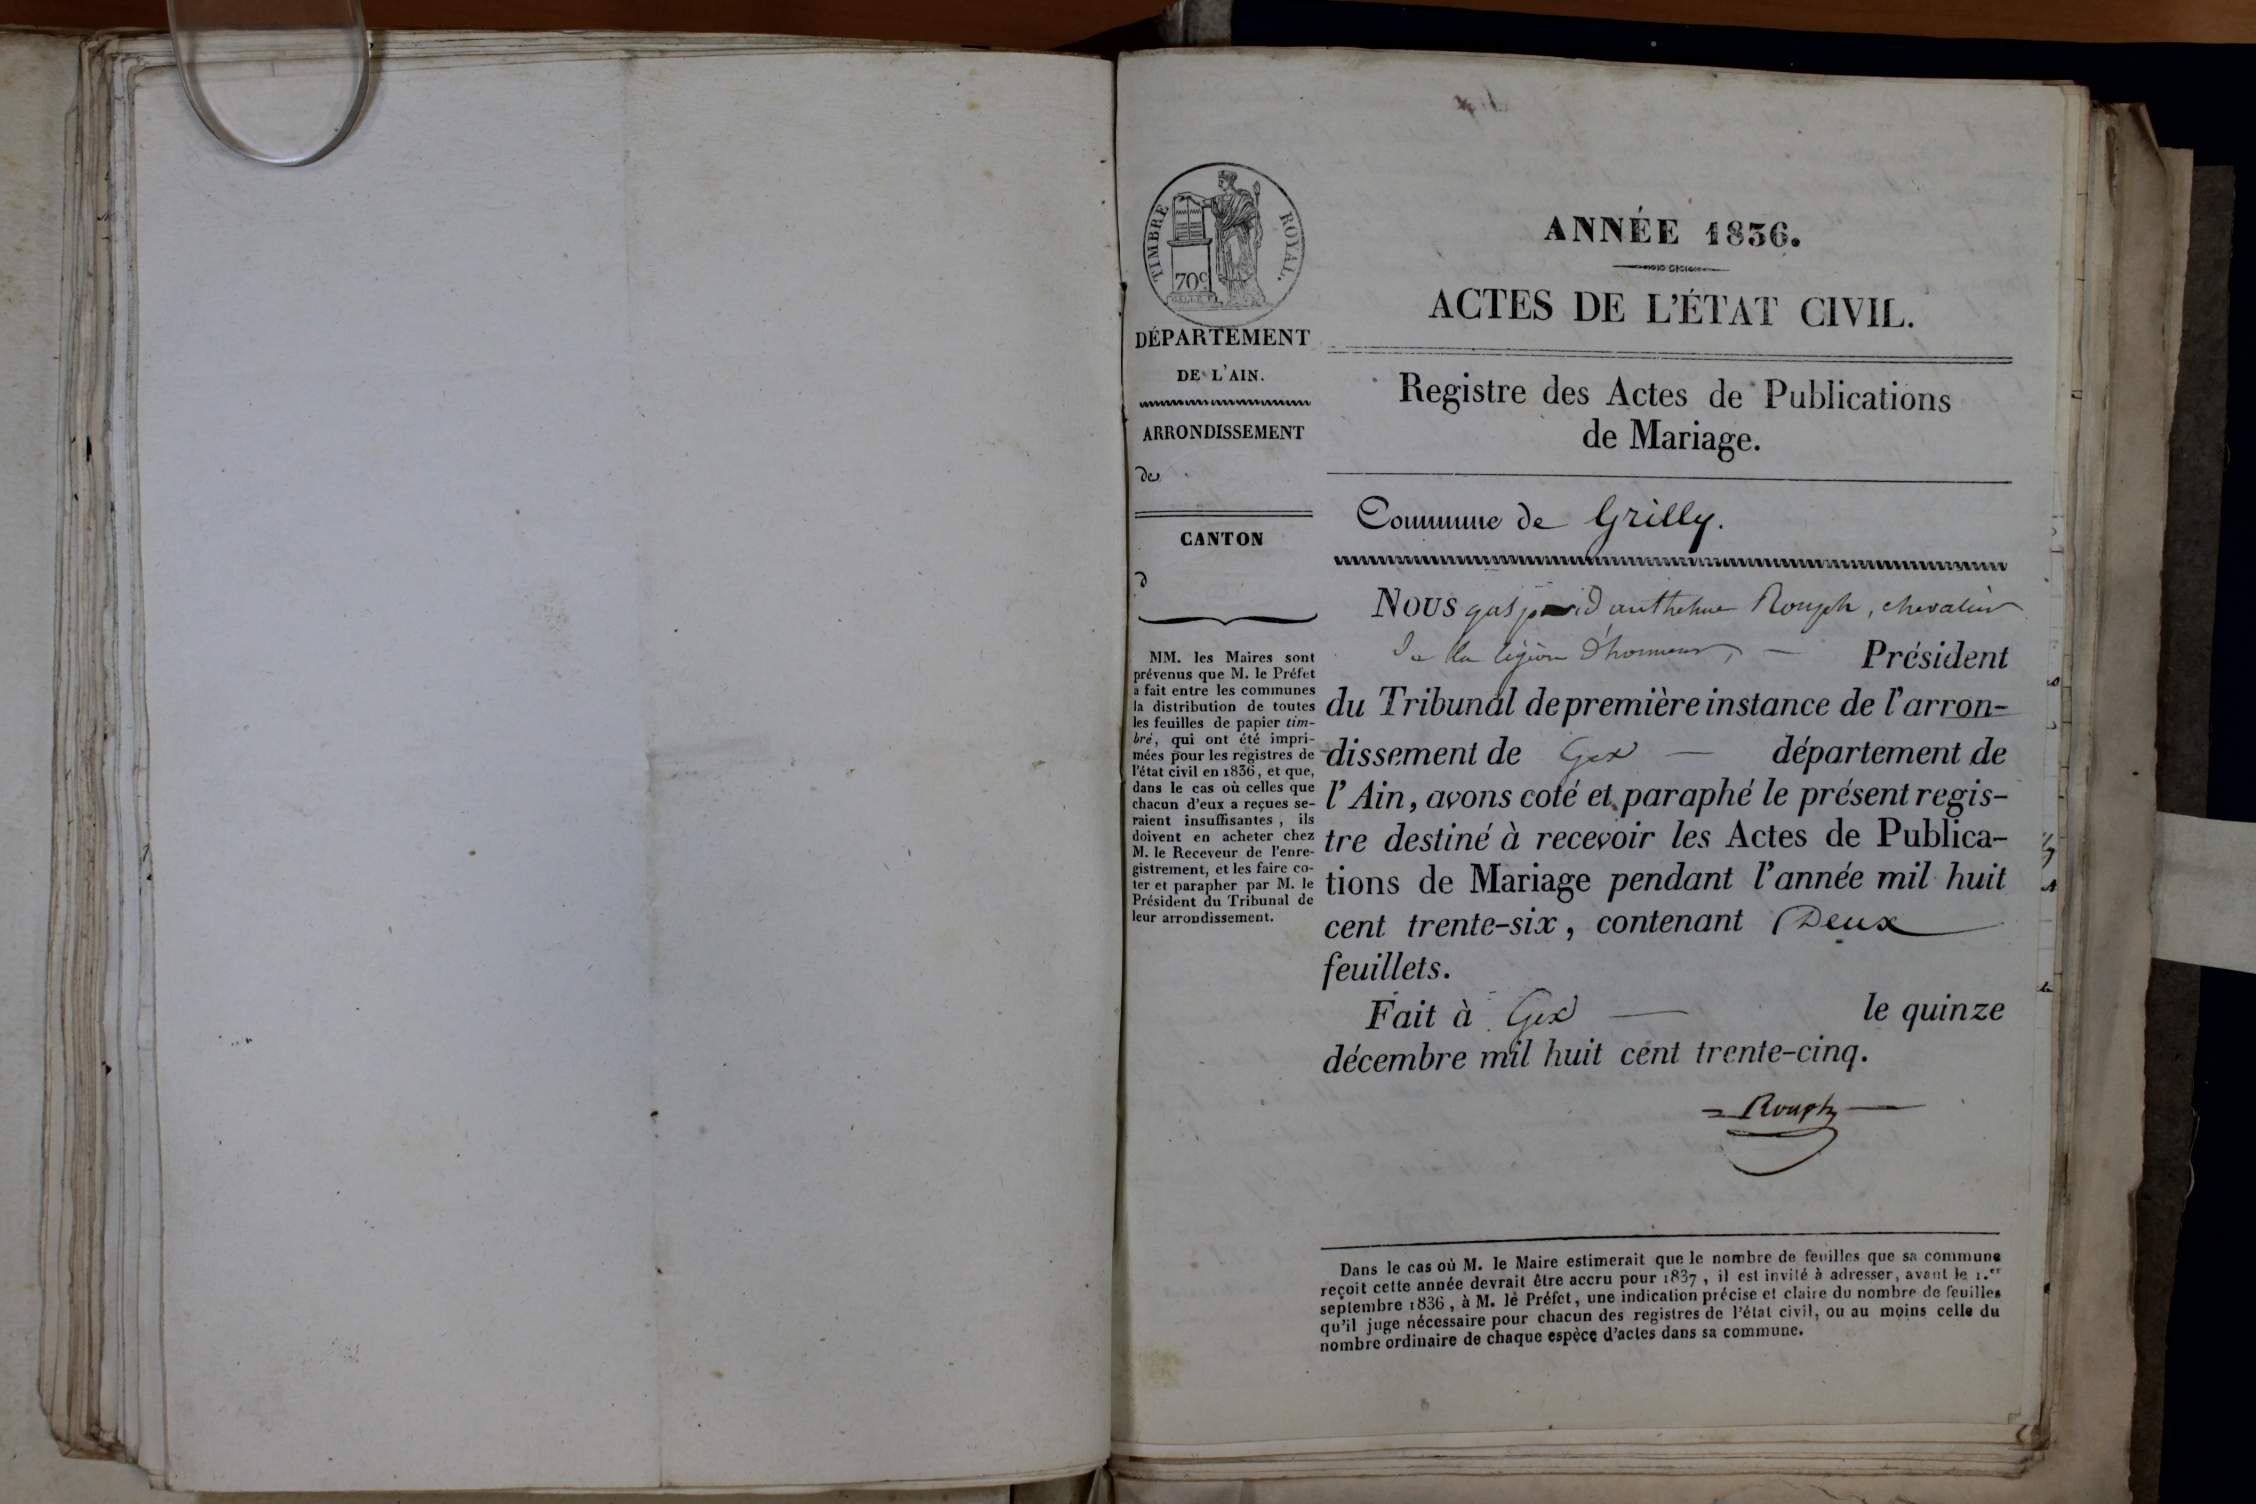 TIMBRE ROYAL.
70c
DÉPARTEMENT
DE L'AIN.
ARRONDISSEMENT
de
CANTON
d
MM. les Maires sont
prévenus que M. le Préfet
a fait entre les communes
la distribution de toutes
les feuilles de papier tim-
bré, qui ont été impri-
mées pour les registres de
l'état civil en 1836, et que,
dans le cas où celles que
chacun d'eux a reçues se-
raient insuffisantes, ils
doivent en acheter chez
M. le Receveur de l'enre-
gistrement, et les faire co-
ter et parapher par M. le
Président du Tribunal de
leur arrondissement.
ANNÉE 1836.
ACTES DE L'ÉTAT CIVIL.
Registre des Actes de Publications
de Mariage.
Commune de Grilly.
NOUS gaspard anthelme Rouph, chevalier
de la légion d'honneur, — Président
du Tribunal de première instance de l'arron-
dissement de Gex — département de
l'Ain, avons coté et paraphé le présent regis-
tre destiné à recevoir les Actes de Publica-
tions de Mariage pendant l'année mil huit
cent trente-six, contenant Deux
feuillets.
Fait à Gex — le quinze
décembre mil huit cent trente-cinq.
Rouph
Dans le cas où M. le Maire estimerait que le nombre de feuilles que sa commune
reçoit cette année devrait être accru pour 1837, il est invité à adresser, avant le 1.er
septembre 1836, à M. le Préfet, une indication précise et claire du nombre de feuilles
qu'il juge nécessaire pour chacun des registres de l'état civil, ou au moins celle du
nombre ordinaire de chaque espèce d'actes dans sa commune.